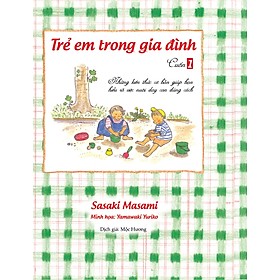 Trẻ em trong gia đình
Cuốn 2
Những kiến thức cơ bản giúp bạn
hiểu và nuôi dạy con đúng cách
Sasaki Masami
Minh họa: Yamawaki Yuriko
Dịch giả: Mộc Hương